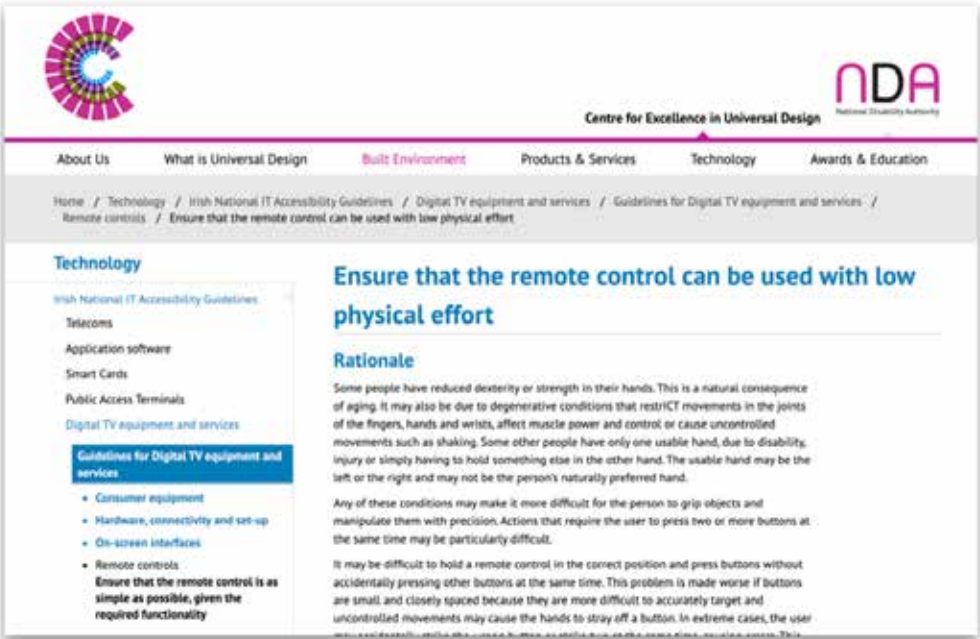 NDA
National Disability Authority
Centre for Excellence in Universal Design
About Us What is Universal Design Built Environment Products & Services Technology Awards & Education
Home / Technology / Irish National IT Accessibility Guidelines / Digital TV equipment and services / Guidelines for Digital TV equipment and services /
Remote controls / Ensure that the remote control can be used with low physical effort
Technology
Irish National IT Accessibility Guidelines
Telecoms
Application software
Smart Cards
Public Access Terminals
Digital TV equipment and services
Guidelines for Digital TV equipment and
services
• Consumer equipment
• Hardware, connectivity and set-up
• On-screen interfaces
• Remote controls
Ensure that the remote control is as
simple as possible, given the
required functionality
Ensure that the remote control can be used with low
physical effort
Rationale
Some people have reduced dexterity or strength in their hands. This is a natural consequence
of aging. It may also be due to degenerative conditions that restrICT movements in the joints
of the fingers, hands and wrists, affect muscle power and control or cause uncontrolled
movements such as shaking. Some other people have only one usable hand, due to disability,
injury or simply having to hold something else in the other hand. The usable hand may be the
left or the right and may not be the person's naturally preferred hand.
Any of these conditions may make it more difficult for the person to grip objects and
manipulate them with precision. Actions that require the user to press two or more buttons at
the same time may be particularly difficult.
It may be difficult to hold a remote control in the correct position and press buttons without
accidentally pressing other buttons at the same time. This problem is made worse if buttons
are small and closely spaced because they are more difficult to accurately target and
uncontrolled movements may cause the hands to stray off a button. In extreme cases, the user